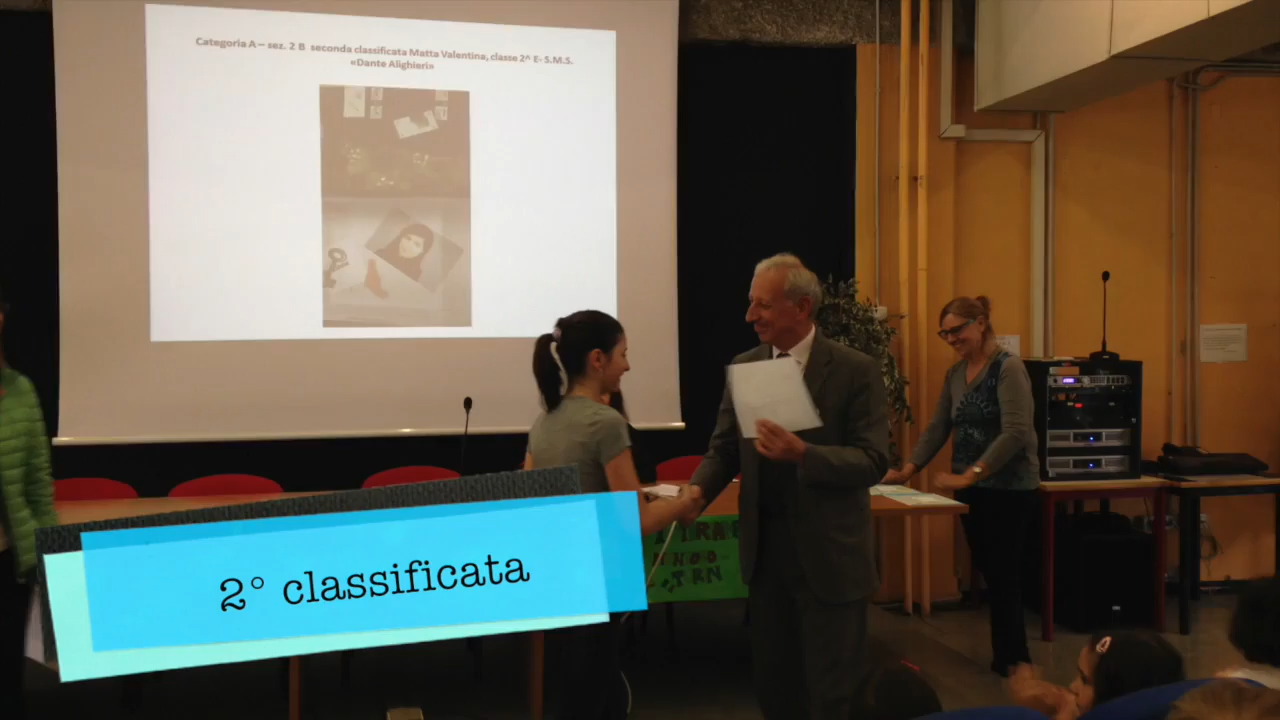 Categoria A – sez. 2 B seconda classificata Matta Valentina, classe 2^ E- S.M.S.
«Dante Alighieri»
2° classificata